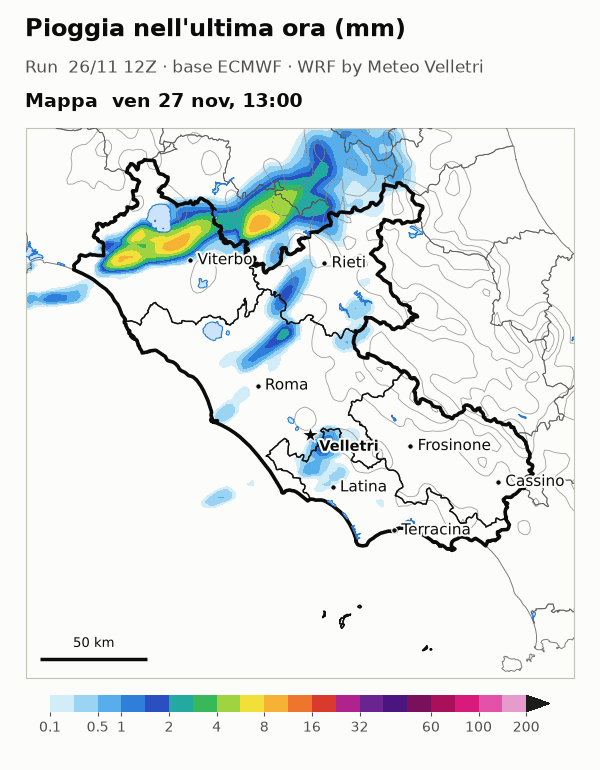 Pioggia nell'ultima ora (mm)
Run  26/11 12Z · base ECMWF · WRF by Meteo Velletri
Mappa  ven 27 nov, 13:00
Viterbo
Rieti
Roma
Velletri
Frosinone
Cassino
Latina
Terracina
50 km
0.1 0.5 1 2 4 8 16 32 60 100 200